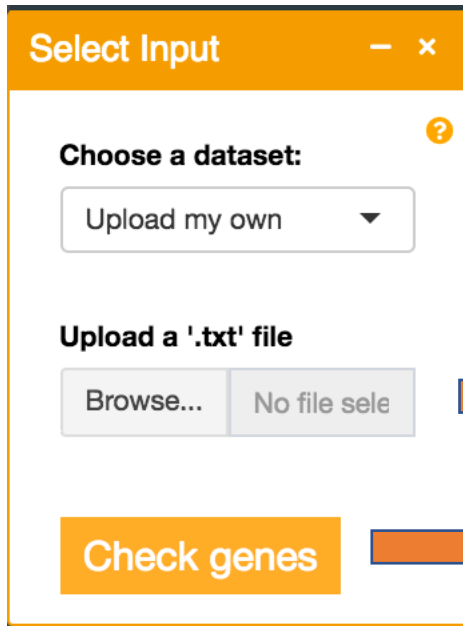 Select Input
Choose a dataset:
Upload my own
Upload a '.txt' file
Browse... No file sele
Check genes